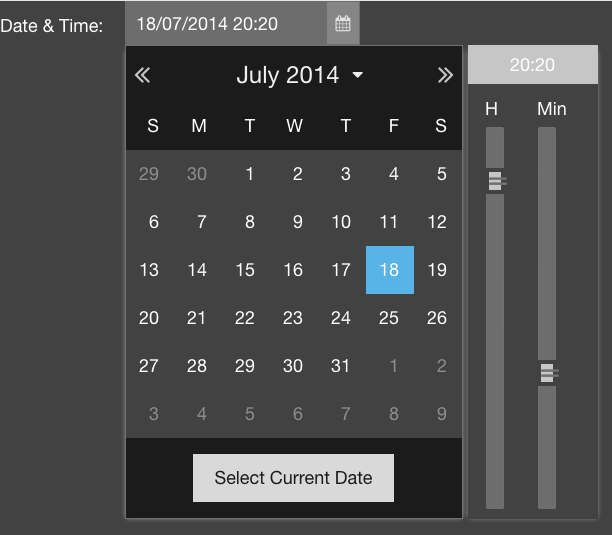 Date & Time: 18/07/2014 20:20
July 2014 20:20
H Min
S M T W T F S
29 30 1 2 3 4 5
6 7 8 9 10 11 12
13 14 15 16 17 18 19
20 21 22 23 24 25 26
27 28 29 30 31 1 2
3 4 5 6 7 8 9
Select Current Date